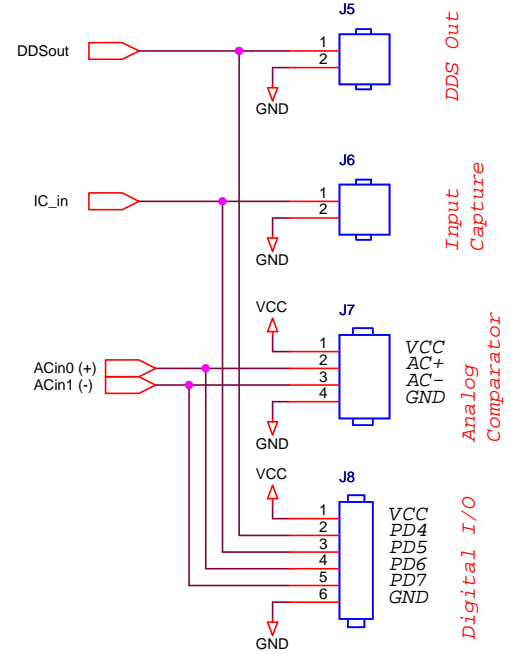 J5
DDSout
1
2
GND
DDS Out
J6
IC_in
1
2
GND
Input
Capture
J7
VCC
ACin0 (+)
ACin1 (-)
1
2
3
4
VCC
AC+
AC-
GND
GND
Analog
Comparator
J8
VCC
1
2
3
4
5
6
VCC
PD4
PD5
PD6
PD7
GND
GND
Digital I/O